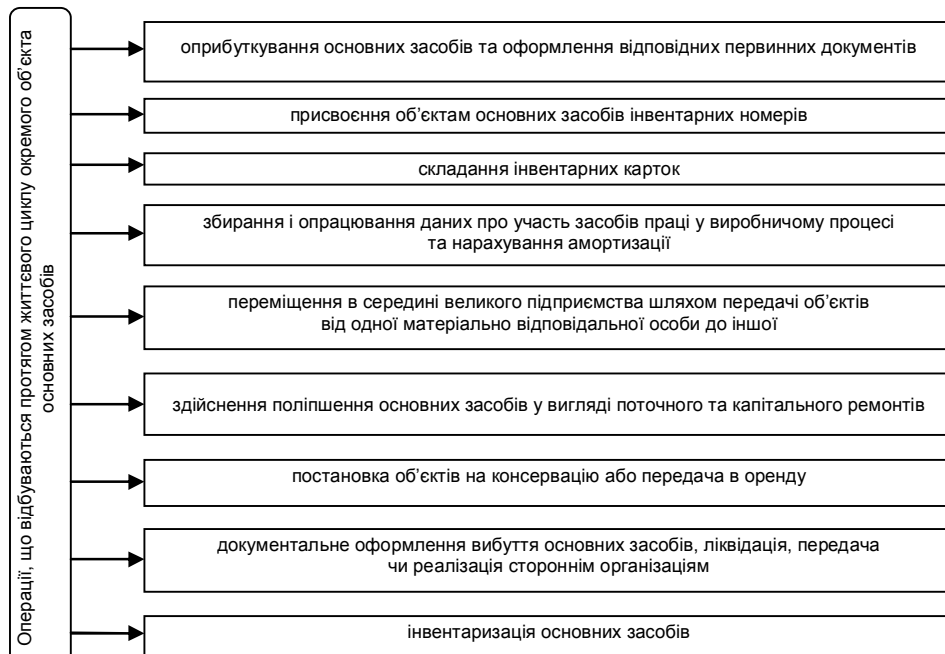 Операції, що відбуваються протягом життєвого циклу окремого об’єкта
основних засобів
оприбуткування основних засобів та оформлення відповідних первинних документів
присвоєння об’єктам основних засобів інвентарних номерів
складання інвентарних карток
збирання і опрацювання даних про участь засобів праці у виробничому процесі
та нарахування амортизації
переміщення в середині великого підприємства шляхом передачі об’єктів
від одної матеріально відповідальної особи до іншої
здійснення поліпшення основних засобів у вигляді поточного та капітального ремонтів
постановка об’єктів на консервацію або передача в оренду
документальне оформлення вибуття основних засобів, ліквідація, передача
чи реалізація стороннім організаціям
інвентаризація основних засобів